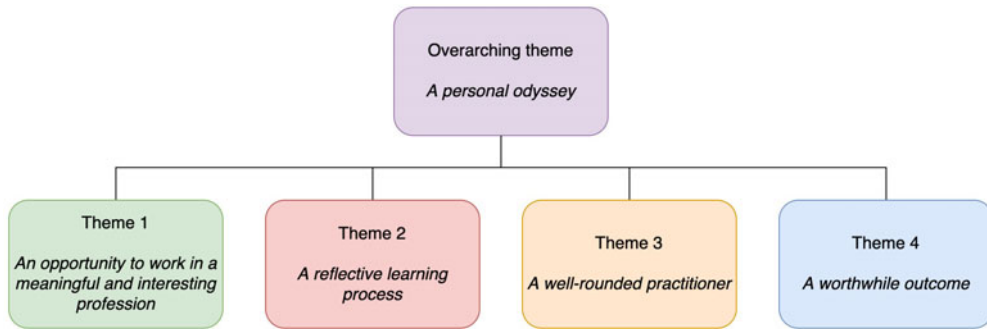 Overarching theme
A personal odyssey
Theme 1
An opportunity to work in a
meaningful and interesting
profession
Theme 2
A reflective learning
process
Theme 3
A well-rounded practitioner
Theme 4
A worthwhile outcome